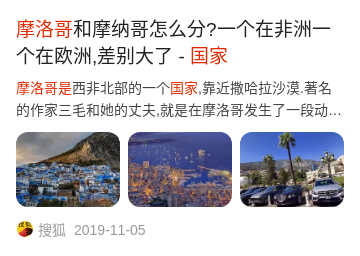 摩洛哥和摩纳哥怎么分?一个在非洲一
个在欧洲,差别大了 - 国家
摩洛哥是西非北部的一个国家,靠近撒哈拉沙漠.著名
的作家三毛和她的丈夫,就是在摩洛哥发生了一段动...
搜狐 2019-11-05